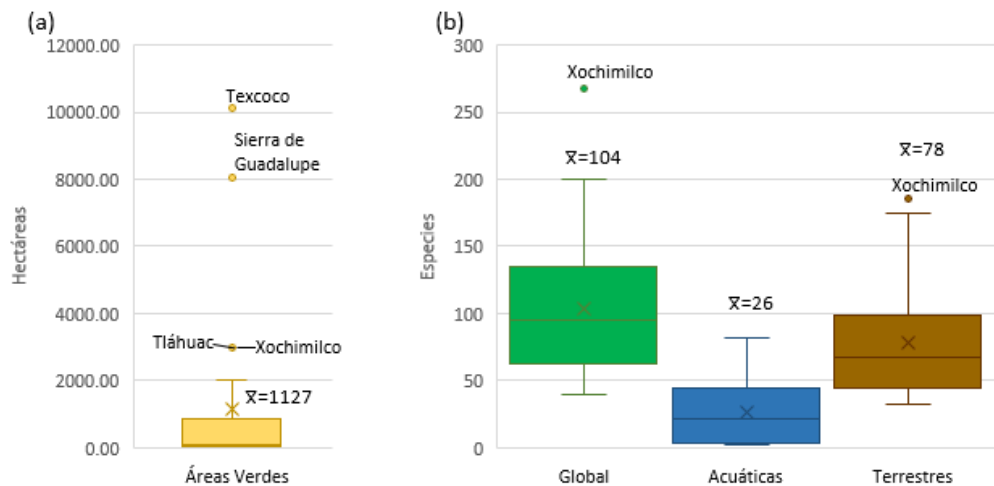 (a)
12000.00
10000.00
8000.00
6000.00
4000.00
2000.00
0.00
Hectáreas
Texcoco
Sierra de
Guadalupe
Tláhuac
Xochimilco
x̅=1127
Áreas Verdes
(b)
300
250
200
150
100
50
0
Especies
Xochimilco
x̅=104
x̅=26
x̅=78
Xochimilco
Global
Acuáticas
Terrestres